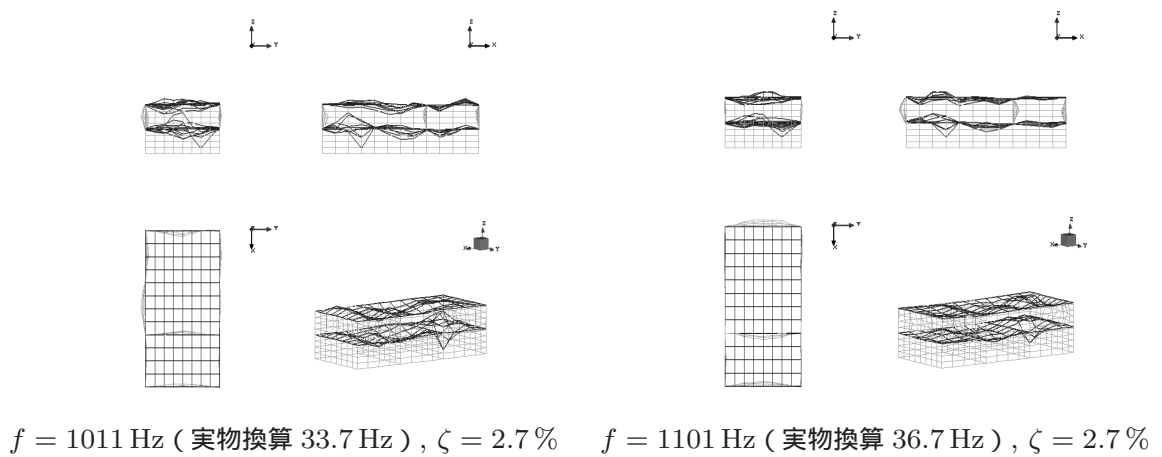 Z
Y
Z
X
Z
Y
Z
X
Y
X
Z
X
Y
Y
X
Z
X
Y
f = 1011 Hz ( 実物換算 33.7 Hz ) , ζ = 2.7 %
f = 1101 Hz ( 実物換算 36.7 Hz ) , ζ = 2.7 %